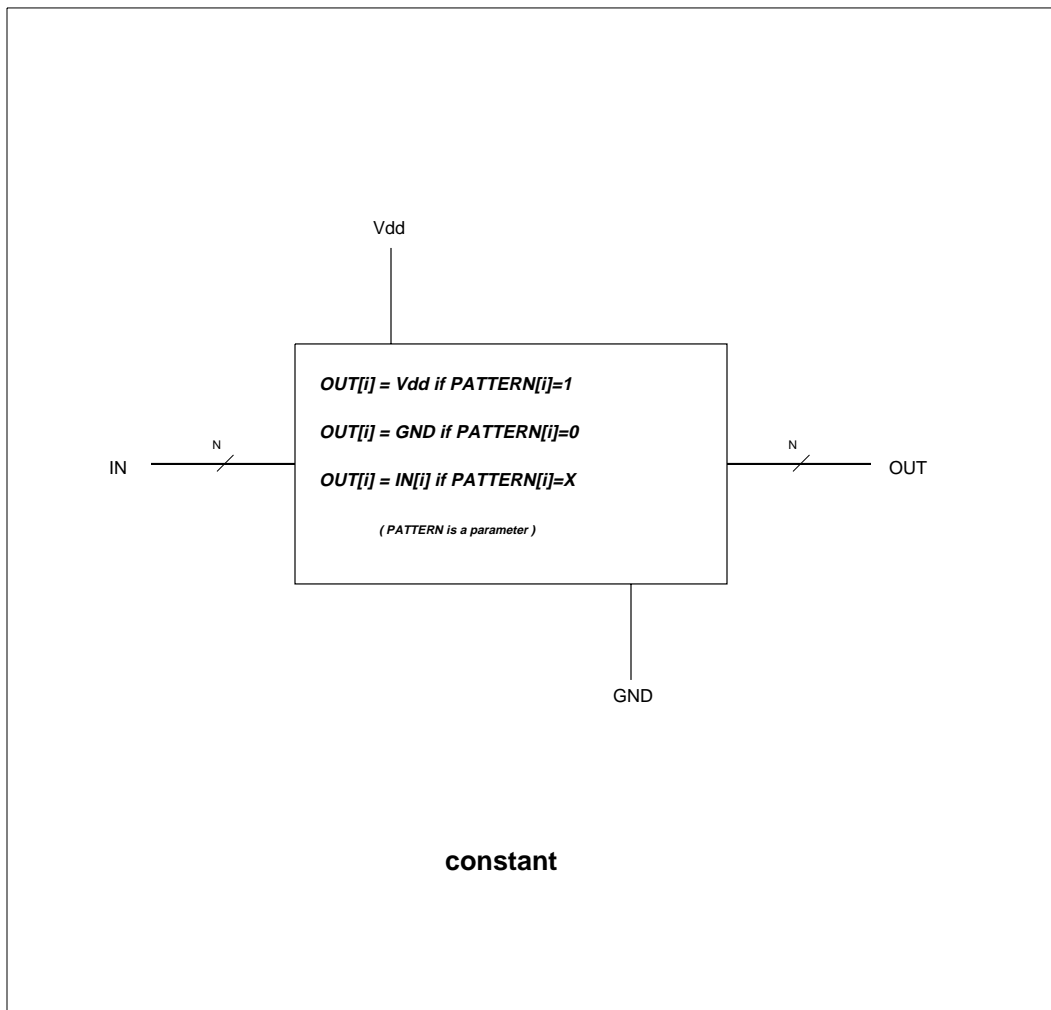 Vdd
OUT[i] = Vdd if PATTERN[i]=1
OUT[i] = GND if PATTERN[i]=0
N
N
IN
OUT
OUT[i] = IN[i] if PATTERN[i]=X
( PATTERN is a parameter )
GND
constant